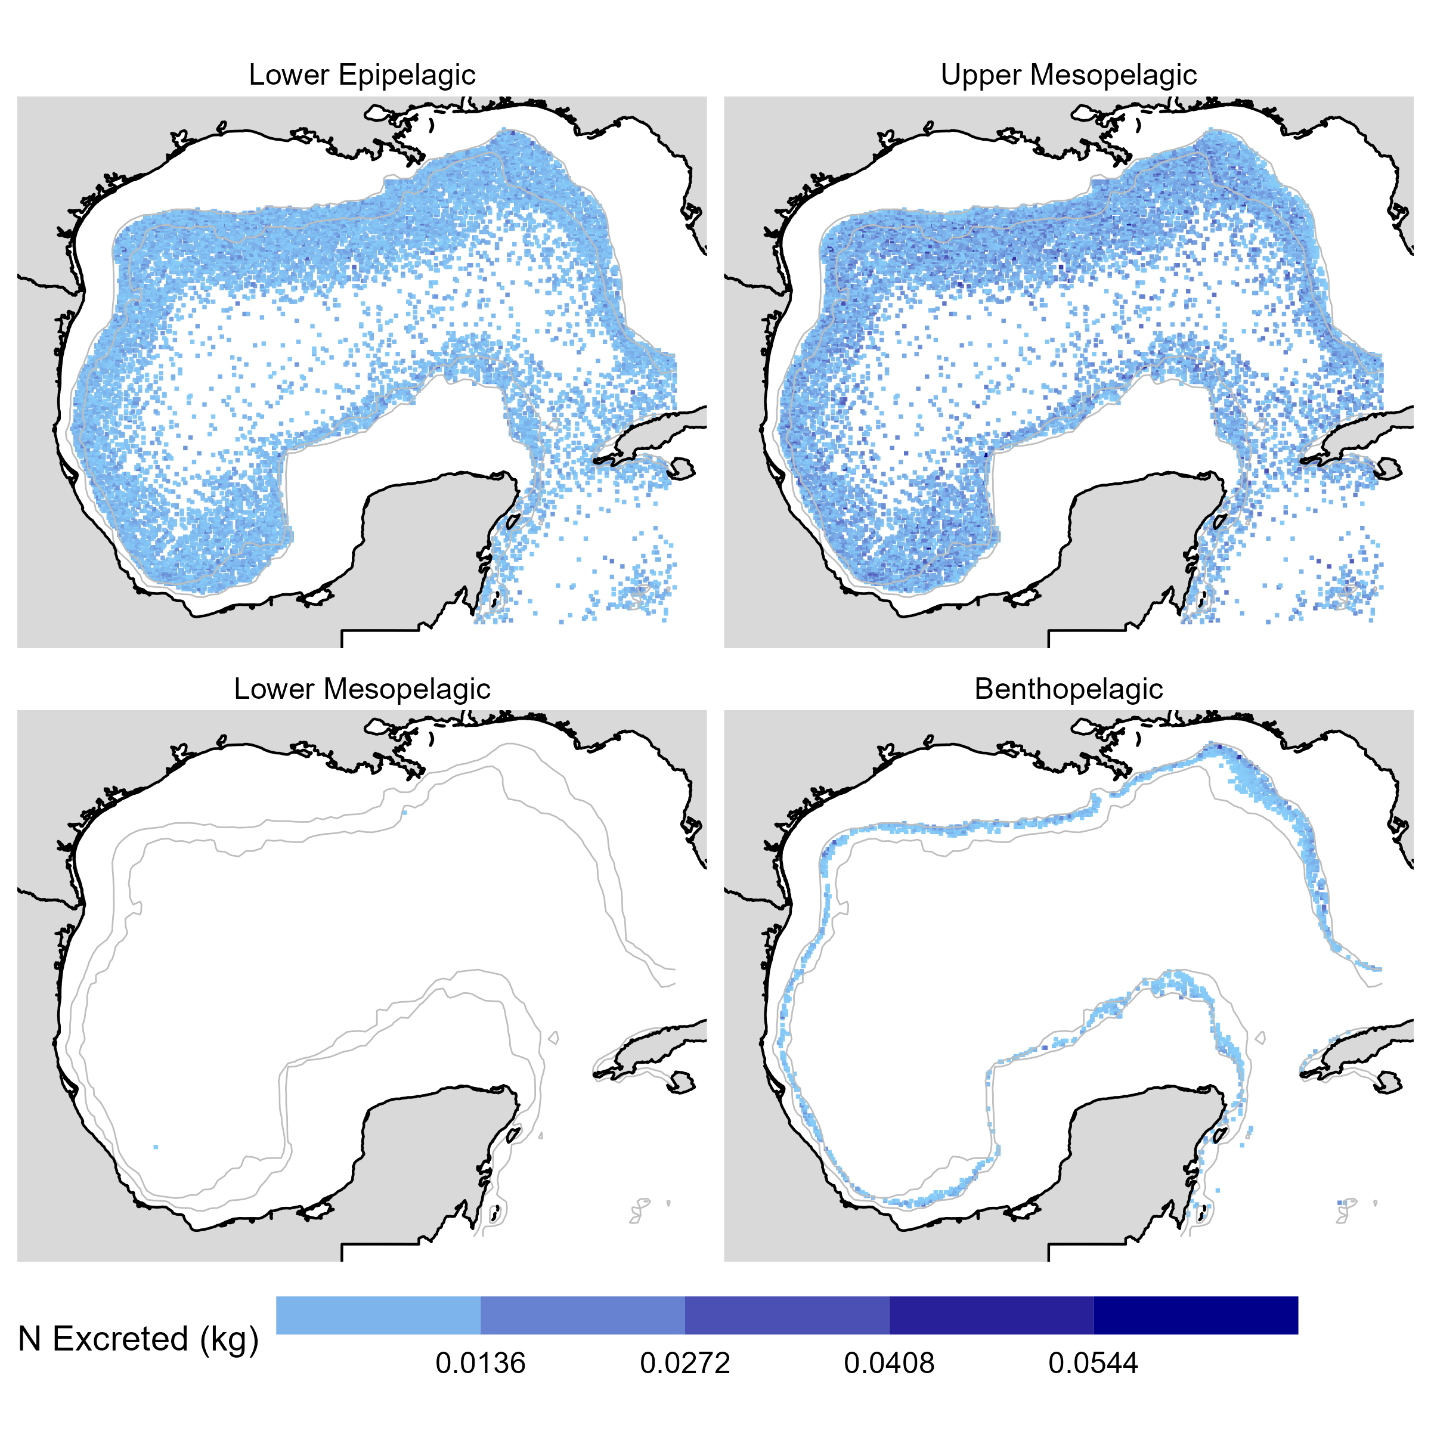 Lower Epipelagic
Upper Mesopelagic
Lower Mesopelagic
Benthopelagic
N Excreted (kg)
0.0136
0.0272
0.0408
0.0544